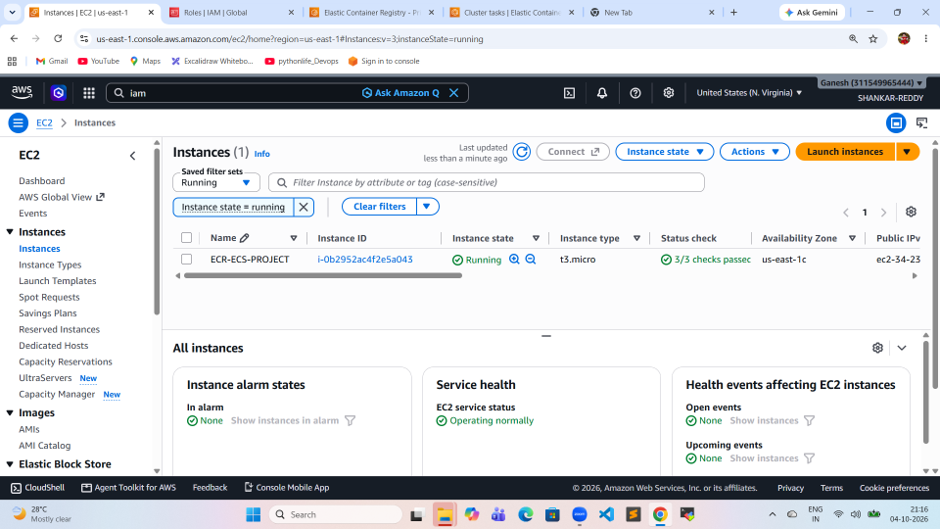 Instances | EC2 | us-east-1
Roles | IAM | Global
Elastic Container Registry - Pr
Cluster tasks | Elastic Contain
New Tab
Ask Gemini
us-east-1.console.aws.amazon.com/ec2/home?region=us-east-1#Instances:v=3;instanceState=running
Gmail
YouTube
Maps
Excalidraw Whitebo...
pythonlife_Devops
Sign in to console
aws
iam
Ask Amazon Q
United States (N. Virginia)
Ganesh (311549965444)
SHANKAR-REDDY
EC2
Instances
EC2
Dashboard
AWS Global View
Events
Instances
Instances
Instance Types
Launch Templates
Spot Requests
Savings Plans
Reserved Instances
Dedicated Hosts
Capacity Reservations
UltraServers New
Capacity Manager New
Images
AMIs
AMI Catalog
Elastic Block Store
Instances (1) Info
Last updated
less than a minute ago
Connect
Instance state
Actions
Launch instances
Saved filter sets
Running
Filter Instance by attribute or tag (case-sensitive)
Instance state = running
Clear filters
1
Name
Instance ID
Instance state
Instance type
Status check
Availability Zone
Public IPv
ECR-ECS-PROJECT
i-0b2952ac4f2e5a043
Running
t3.micro
3/3 checks passec
us-east-1c
ec2-34-23
All instances
Instance alarm states
In alarm
None Show instances in alarm
Service health
EC2 service status
Operating normally
Health events affecting EC2 instances
Open events
None Show instances
Upcoming events
None Show instances
CloudShell
Agent Toolkit for AWS
Feedback
Console Mobile App
© 2026, Amazon Web Services, Inc. or its affiliates.
Privacy
Terms
Cookie preferences
28°C
Mostly clear
Search
ENG
IN
21:16
04-10-2026